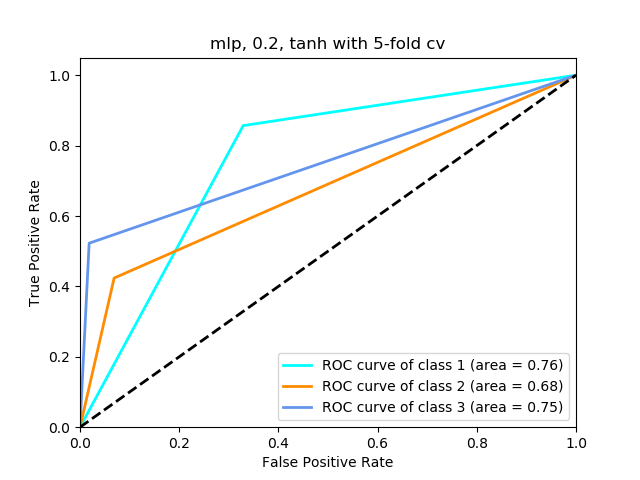 mlp, 0.2, tanh with 5-fold cv
True Positive Rate
1.0
0.8
0.6
0.4
0.2
0.0
0.0 0.2 0.4 0.6 0.8 1.0
False Positive Rate
ROC curve of class 1 (area = 0.76)
ROC curve of class 2 (area = 0.68)
ROC curve of class 3 (area = 0.75)